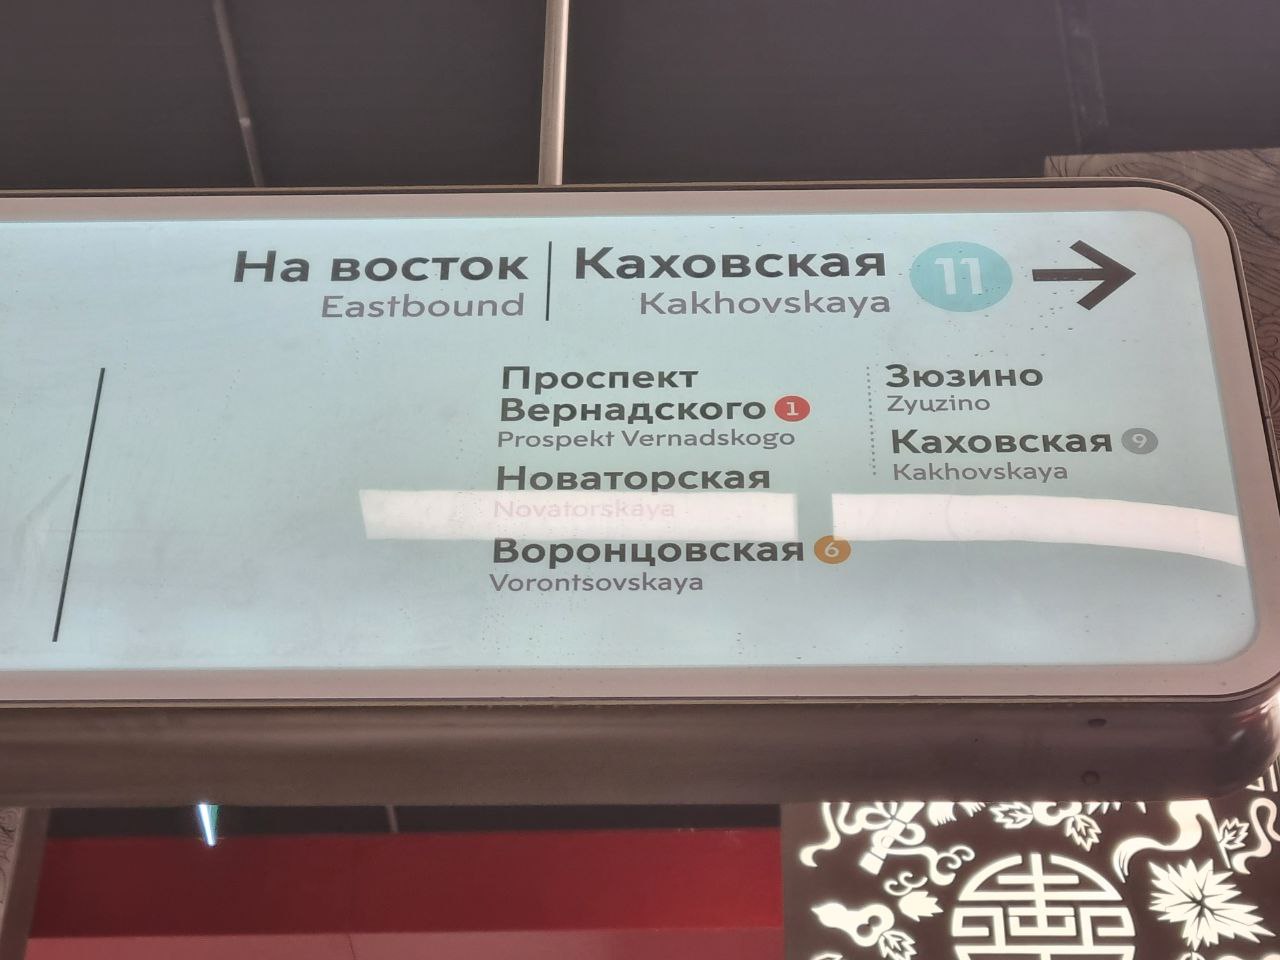 На восток
Eastbound
Каховская 11
Kakhovskaya
Проспект
Вернадского 1
Prospekt Vernadskogo
Новаторская
Novatorskaya
Воронцовская 6
Vorontsovskaya
Зюзино
Zyuzino
Каховская 9
Kakhovskaya